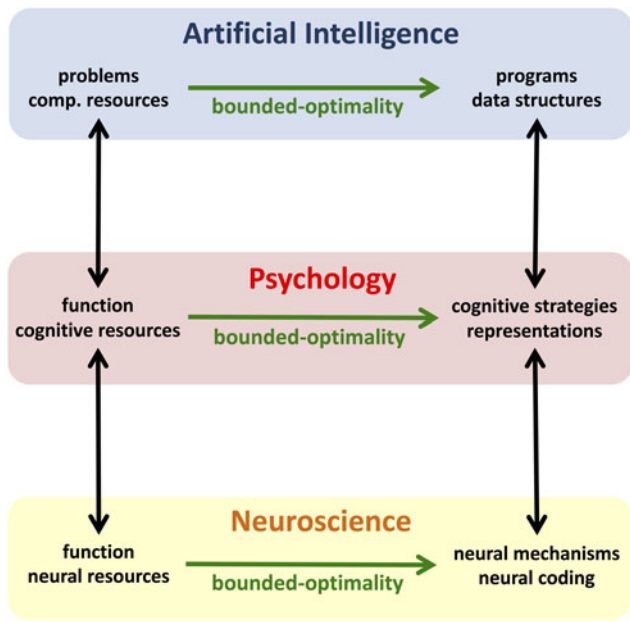 Artificial Intelligence
problems
comp. resources
bounded-optimality
programs
data structures
Psychology
function
cognitive resources
bounded-optimality
cognitive strategies
representations
Neuroscience
function
neural resources
bounded-optimality
neural mechanisms
neural coding